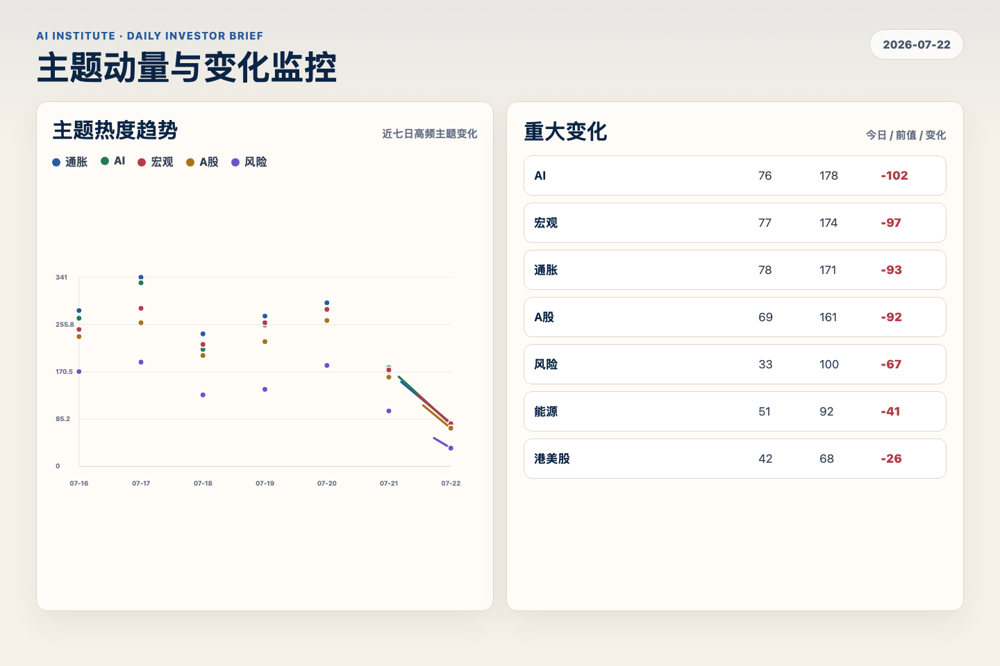 AI INSTITUTE · DAILY INVESTOR BRIEF
主题动量与变化监控
2026-07-22
主题热度趋势
近七日高频主题变化
通胀 AI 宏观 A股 风险
341
255.8
170.5
85.2
0
07-16 07-17 07-18 07-19 07-20 07-21 07-22
重大变化
今日 / 前值 / 变化
AI 76 178 -102
宏观 77 174 -97
通胀 78 171 -93
A股 69 161 -92
风险 33 100 -67
能源 51 92 -41
港美股 42 68 -26